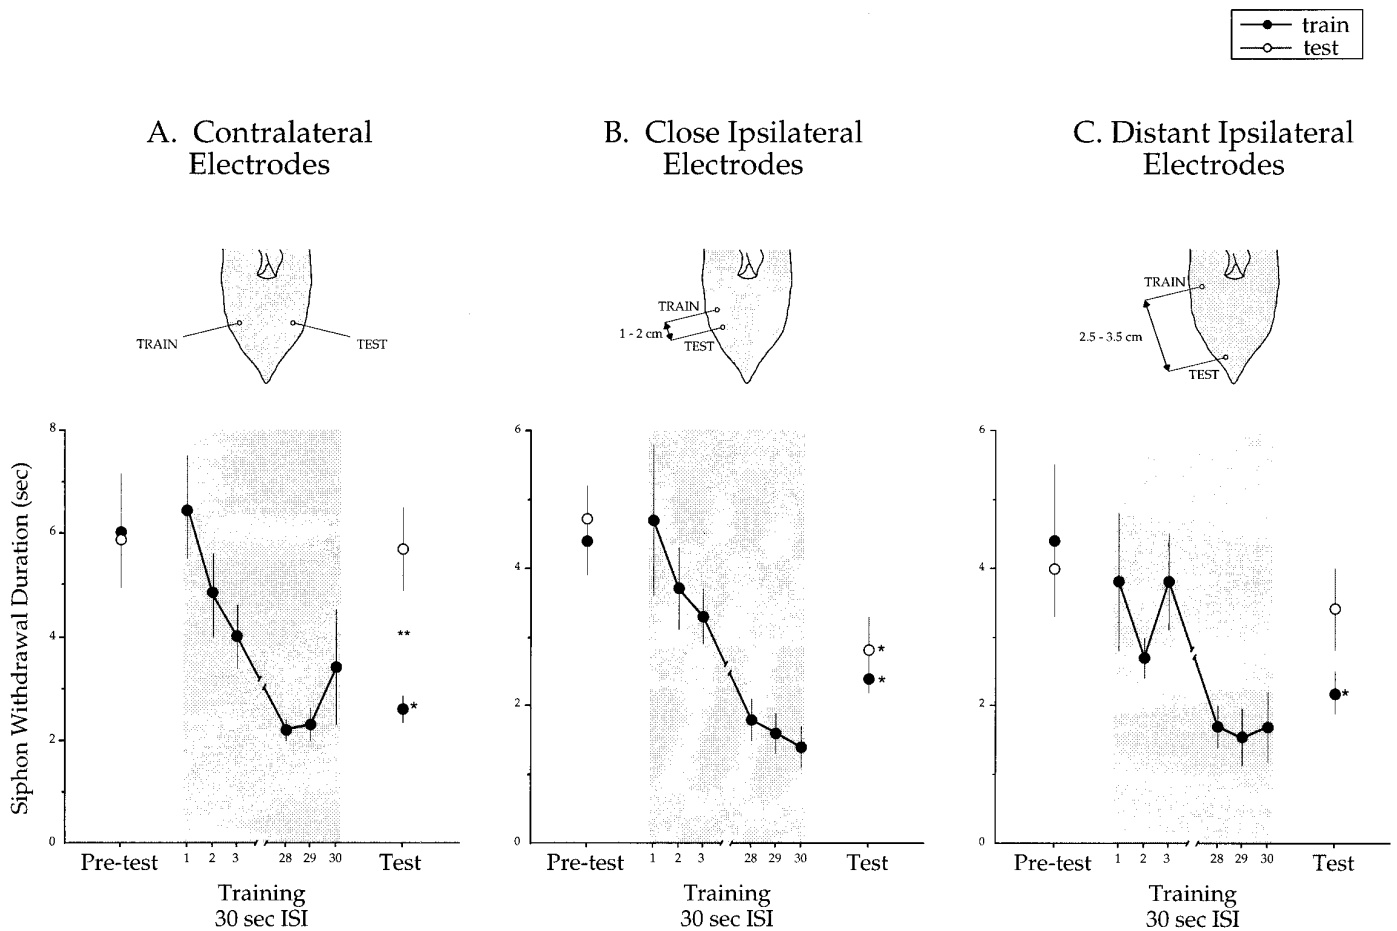 train
test
A. Contralateral
Electrodes
B. Close Ipsilateral
Electrodes
C. Distant Ipsilateral
Electrodes
TRAIN
TEST
TRAIN
1 - 2 cm
TEST
TRAIN
2.5 - 3.5 cm
TEST
Siphon Withdrawal Duration (sec)
8
6
4
2
0
**
*
Pre-test
1 2 3 28 29 30
Test
Training
30 sec ISI
6
4
2
0
*
*
Pre-test
1 2 3 28 29 30
Test
Training
30 sec ISI
6
4
2
0
*
Pre-test
1 2 3 28 29 30
Test
Training
30 sec ISI